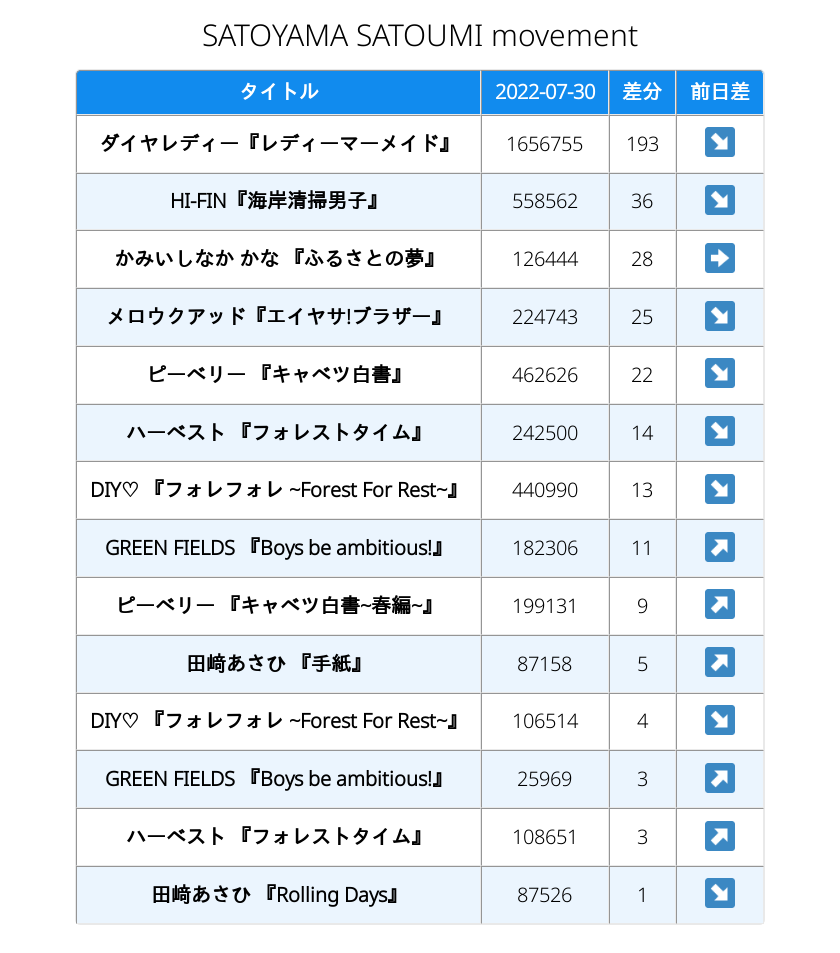 SATOYAMA SATOUMI movement
タイトル 2022-07-30 差分 前日差
ダイヤレディー『レディーマーメイド』 1656755 193 ↘
HI-FIN『海岸清掃男子』 558562 36 ↘
かみいしなか かな 『ふるさとの夢』 126444 28 ➡
メロウクアッド『エイヤサ!ブラザー』 224743 25 ↘
ピーベリー 『キャベツ白書』 462626 22 ↘
ハーベスト 『フォレストタイム』 242500 14 ↘
DIY♡ 『フォレフォレ ~Forest For Rest~』 440990 13 ↘
GREEN FIELDS 『Boys be ambitious!』 182306 11 ↗
ピーベリー 『キャベツ白書~春編~』 199131 9 ↗
田﨑あさひ 『手紙』 87158 5 ↗
DIY♡ 『フォレフォレ ~Forest For Rest~』 106514 4 ↘
GREEN FIELDS 『Boys be ambitious!』 25969 3 ↗
ハーベスト 『フォレストタイム』 108651 3 ↗
田﨑あさひ 『Rolling Days』 87526 1 ↘